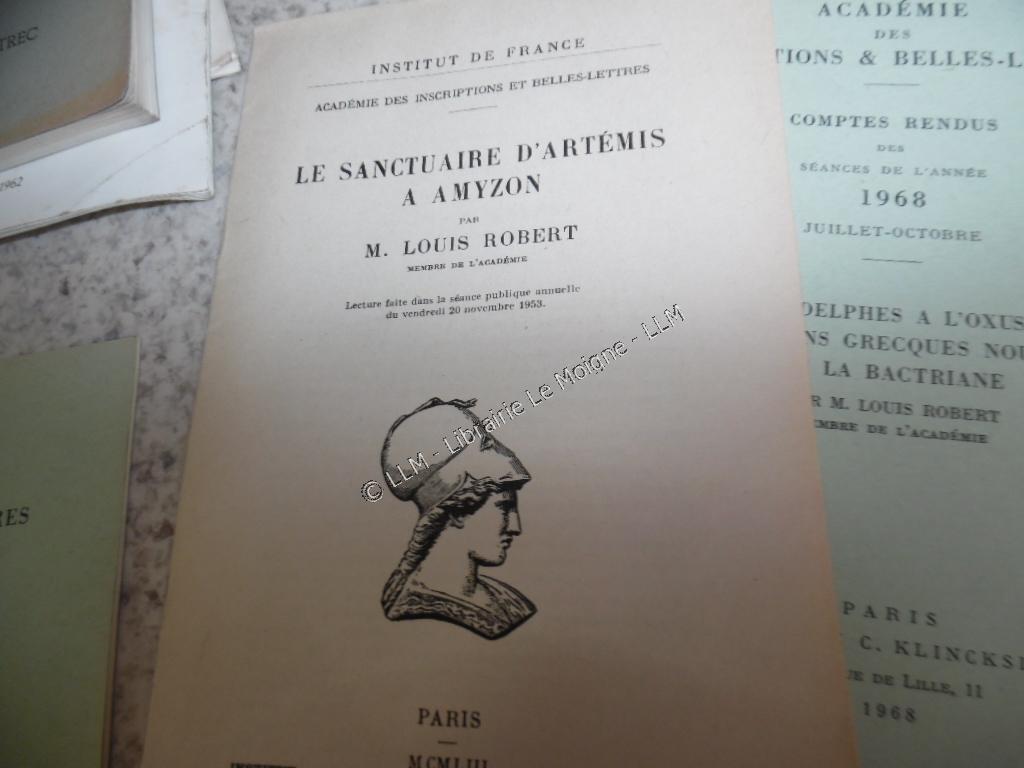 TREC
1962
RES
INSTITUT DE FRANCE
ACADÉMIE DES INSCRIPTIONS ET BELLES-LETTRES
LE SANCTUAIRE D'ARTÉMIS
A AMYZON
PAR
M. LOUIS ROBERT
MEMBRE DE L'ACADÉMIE
Lecture faite dans la séance publique annuelle
du vendredi 20 novembre 1953.
© LLM - Librairie Le Moigne - LLM
PARIS
MCMLIII
ACADÉMIE
DES
TIONS & BELLES-L
COMPTES RENDUS
DES
SÉANCES DE L'ANNÉE
1968
JUILLET-OCTOBRE
DELPHES A L'OXUS
NS GRECQUES NOU
LA BACTRIANE
R M. LOUIS ROBERT
MEMBRE DE L'ACADÉMIE
PARIS
C. KLINCKSI
UE DE LILLE, 11
1968